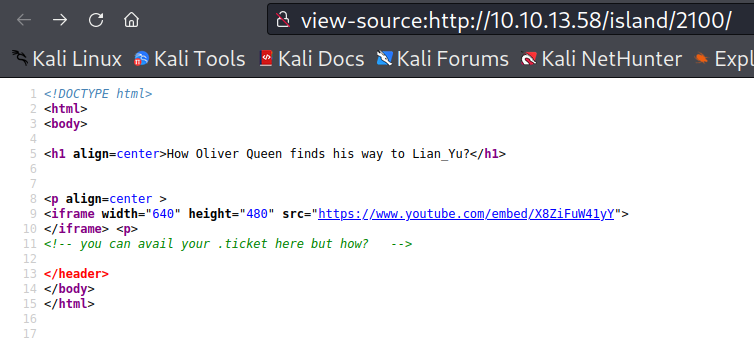 view-source:http://10.10.13.58/island/2100/
Kali Linux Kali Tools Kali Docs Kali Forums Kali NetHunter Expl
1 <!DOCTYPE html>
2 <html>
3 <body>
4
5 <h1 align=center>How Oliver Queen finds his way to Lian_Yu?</h1>
6
7
8 <p align=center >
9 <iframe width="640" height="480" src="https://www.youtube.com/embed/X8ZiFuW41yY">
10 </iframe> <p>
11 <!-- you can avail your .ticket here but how?   -->
12
13 </header>
14 </body>
15 </html>
16
17